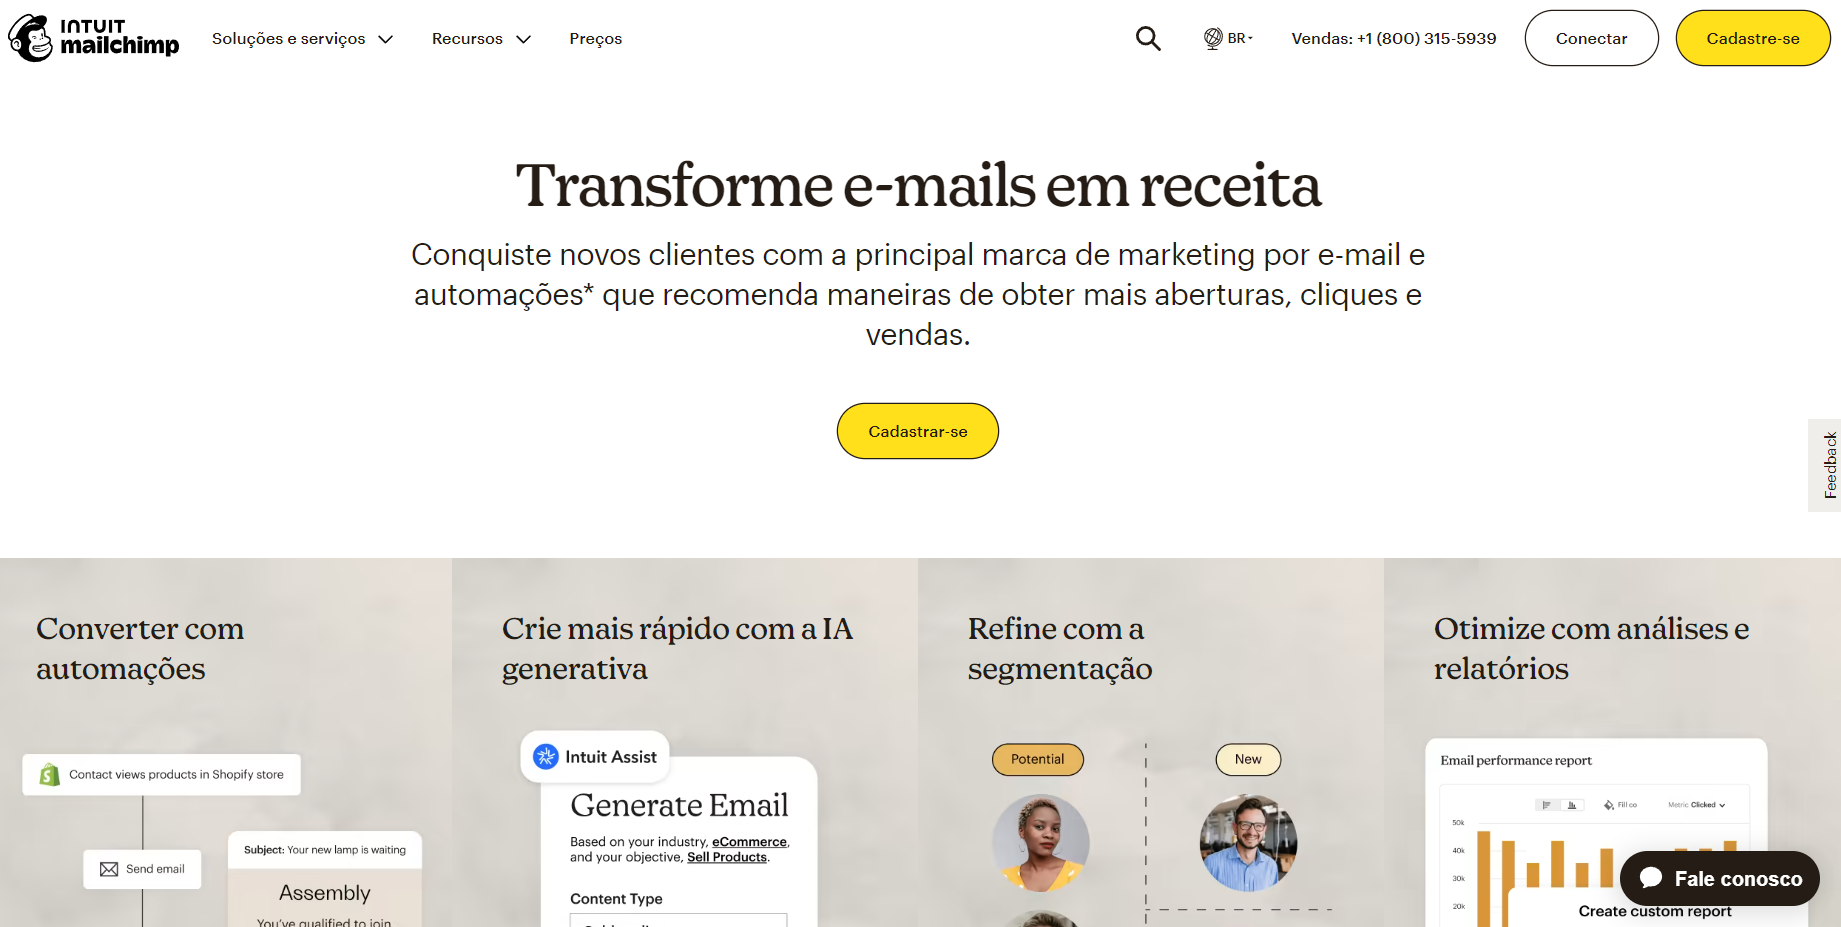 INTUIT
mailchimp
Soluções e serviços
Recursos
Preços
BR
Vendas: +1 (800) 315-5939
Conectar
Cadastre-se
Transforme e-mails em receita
Conquiste novos clientes com a principal marca de marketing por e-mail e
automações* que recomenda maneiras de obter mais aberturas, cliques e
vendas.
Cadastrar-se
Feedback
Converter com
automações
Contact views products in Shopify store
Send email
Subject: Your new lamp is waiting
Assembly
You've qualified to join
Crie mais rápido com a IA
generativa
Intuit Assist
Generate Email
Based on your industry, eCommerce,
and your objective, Sell Products.
Content Type
Refine com a
segmentação
Potential
New
Otimize com análises e
relatórios
Email performance report
Fill co
Metric Clicked
50k
40k
30k
20k
Create custom report
Fale conosco